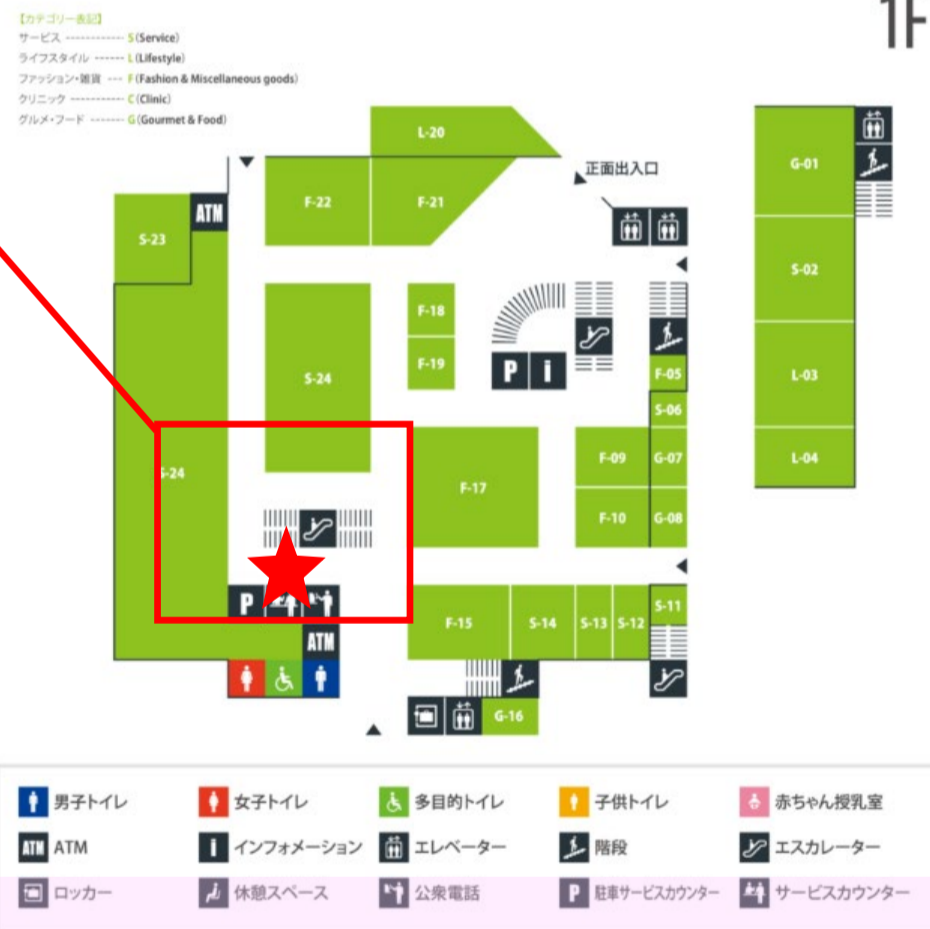 1F
【カテゴリー表記】
サービス ------------ S (Service)
ライフスタイル ------ L (Lifestyle)
ファッション・雑貨 --- F (Fashion & Miscellaneous goods)
クリニック ----------- C (Clinic)
グルメ・フード ------- G (Gourmet & Food)
L-20
正面出入口
G-01
ATM
F-22
F-21
S-23
S-02
F-18
F-19
S-24
P i
F-05
L-03
S-06
S-24
F-17
F-09
G-07
L-04
F-10
G-08
P
ATM
F-15
S-14
S-13
S-12
S-11
G-16
男子トイレ
女子トイレ
多目的トイレ
子供トイレ
赤ちゃん授乳室
ATM ATM
i インフォメーション
エレベーター
階段
エスカレーター
ロッカー
休憩スペース
公衆電話
P 駐車サービスカウンター
サービスカウンター